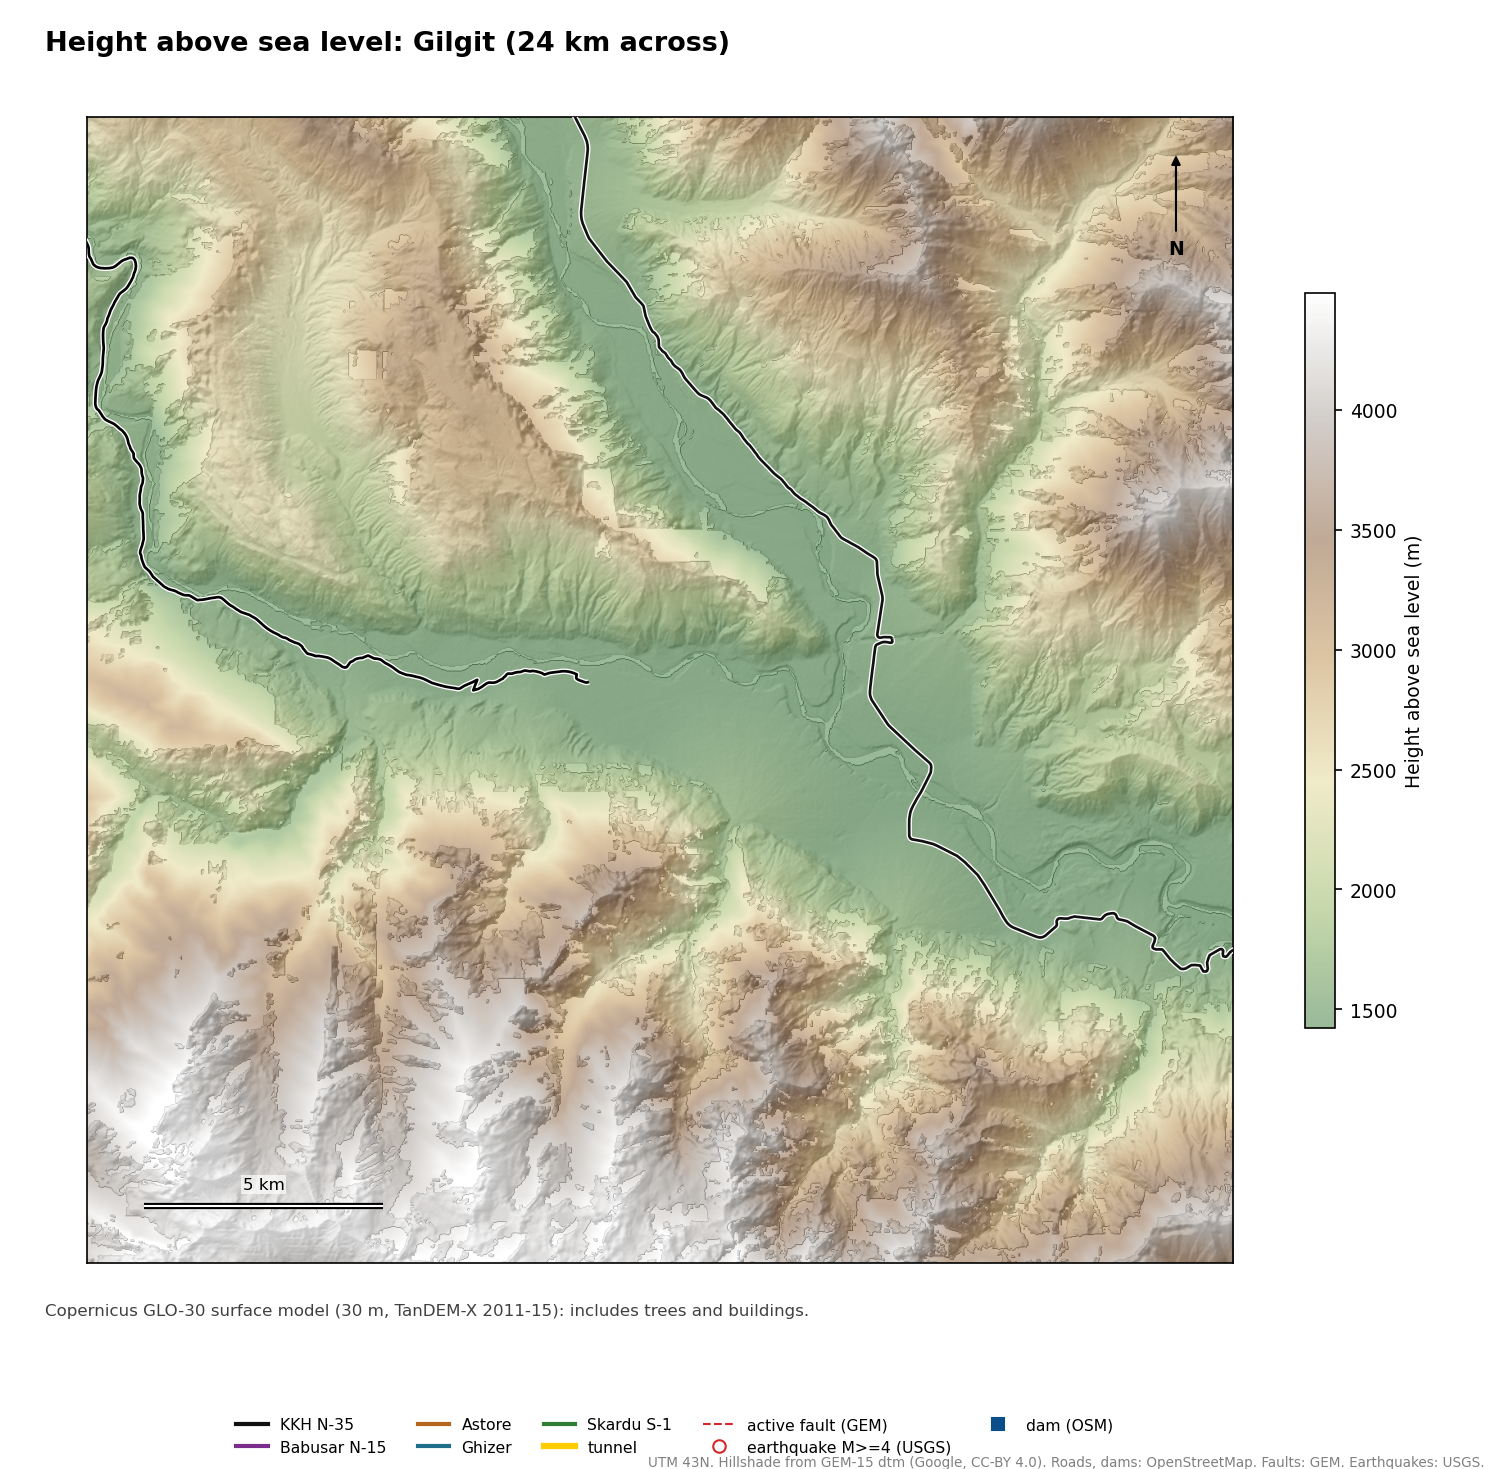 Height above sea level: Gilgit (24 km across)
N
4000
3500
3000
2500
2000
1500
Height above sea level (m)
5 km
Copernicus GLO-30 surface model (30 m, TanDEM-X 2011-15): includes trees and buildings.
KKH N-35
Babusar N-15
Astore
Ghizer
Skardu S-1
tunnel
active fault (GEM)
earthquake M>=4 (USGS)
dam (OSM)
UTM 43N. Hillshade from GEM-15 dtm (Google, CC-BY 4.0). Roads, dams: OpenStreetMap. Faults: GEM. Earthquakes: USGS.